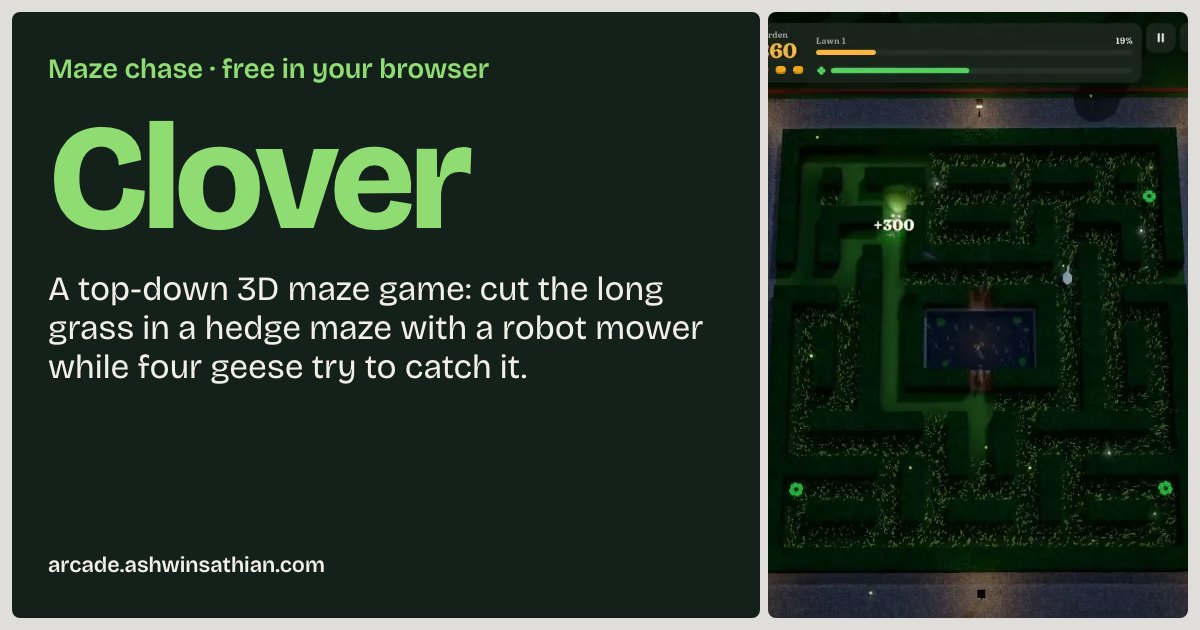 Maze chase · free in your browser
Clover
A top-down 3D maze game: cut the long
grass in a hedge maze with a robot mower
while four geese try to catch it.
arcade.ashwinsathian.com
Lawn 1
19%
+300